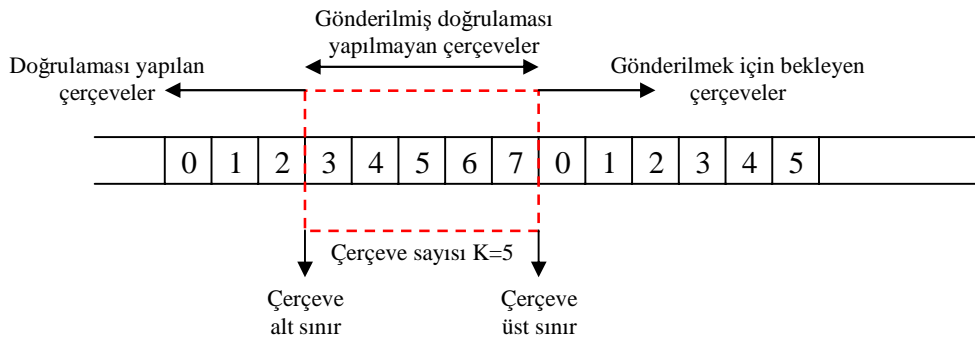 Gönderilmiş doğrulaması
yapılmayan çerçeveler
Doğrulaması yapılan
çerçeveler
Gönderilmek için bekleyen
çerçeveler
0 1 2 3 4 5 6 7 0 1 2 3 4 5
Çerçeve sayısı K=5
Çerçeve
alt sınır
Çerçeve
üst sınır